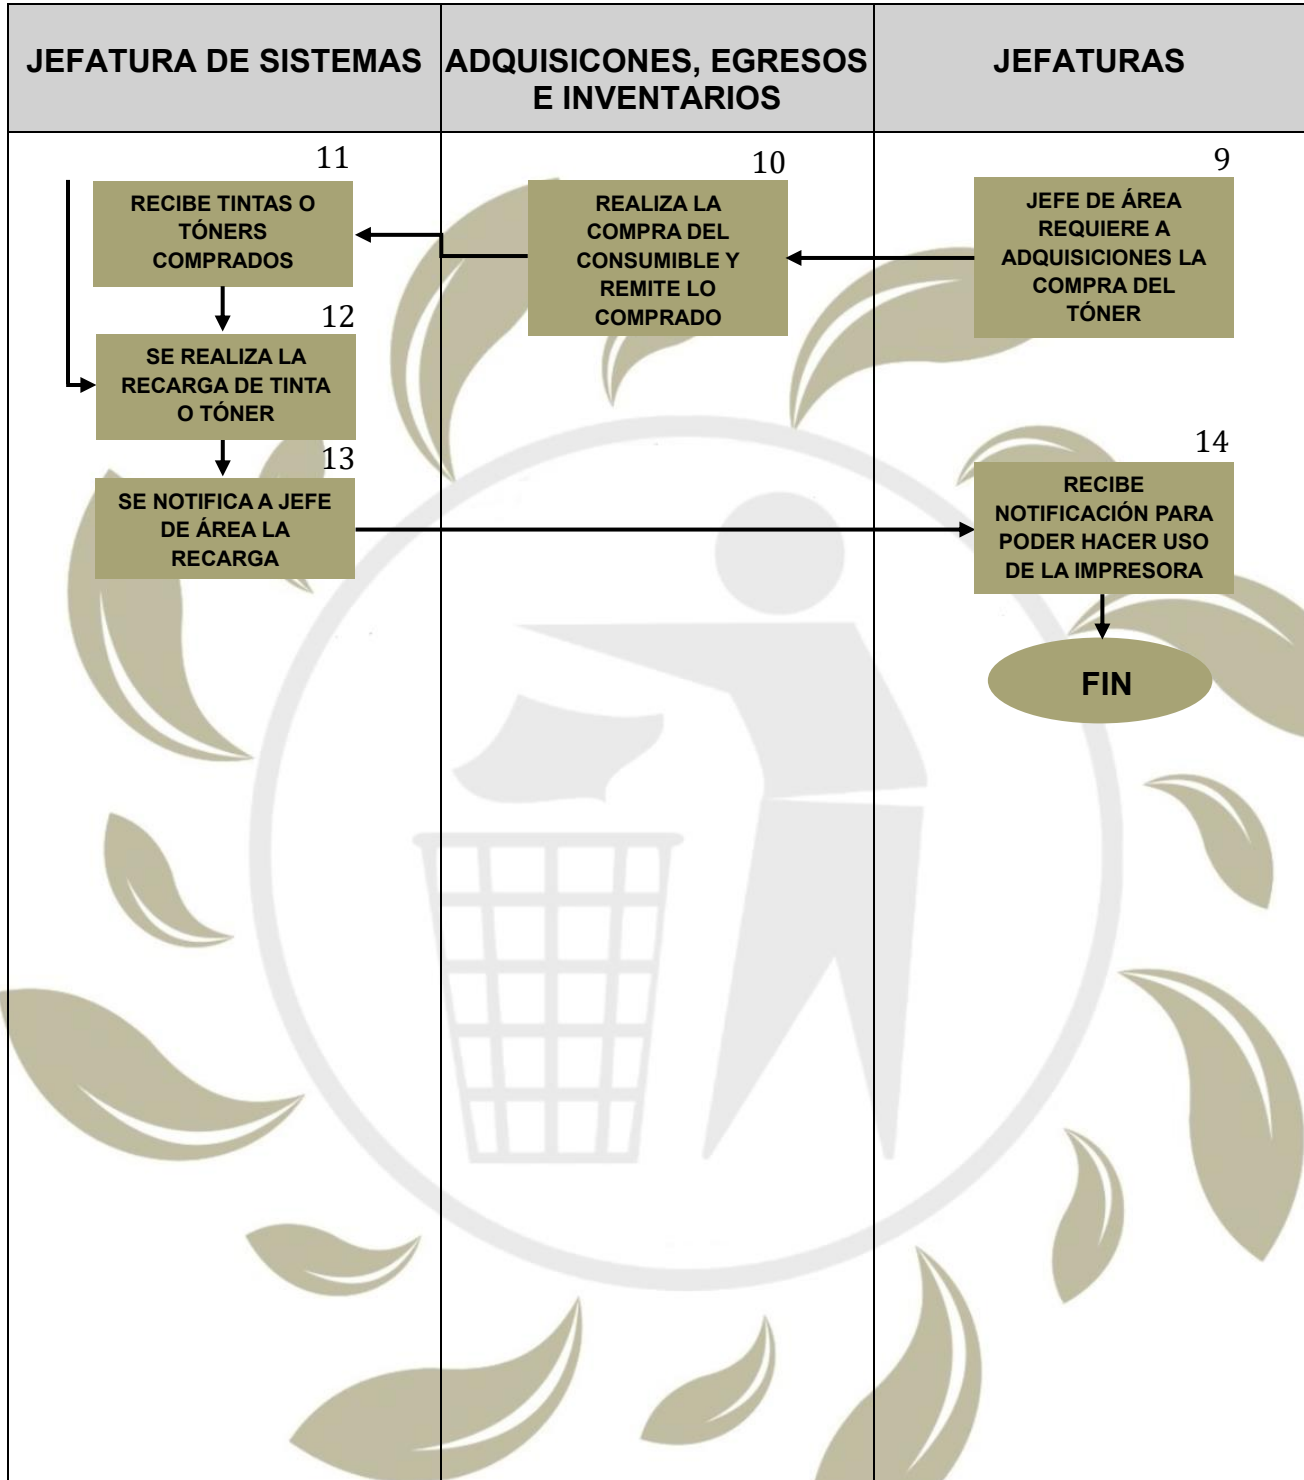 JEFATURA DE SISTEMAS
ADQUISICONES, EGRESOS
E INVENTARIOS
JEFATURAS
11
RECIBE TINTAS O
TÓNERS
COMPRADOS
12
SE REALIZA LA
RECARGA DE TINTA
O TÓNER
13
SE NOTIFICA A JEFE
DE ÁREA LA
RECARGA
10
REALIZA LA
COMPRA DEL
CONSUMIBLE Y
REMITE LO
COMPRADO
9
JEFE DE ÁREA
REQUIERE A
ADQUISICIONES LA
COMPRA DEL
TÓNER
14
RECIBE
NOTIFICACIÓN PARA
PODER HACER USO
DE LA IMPRESORA
FIN